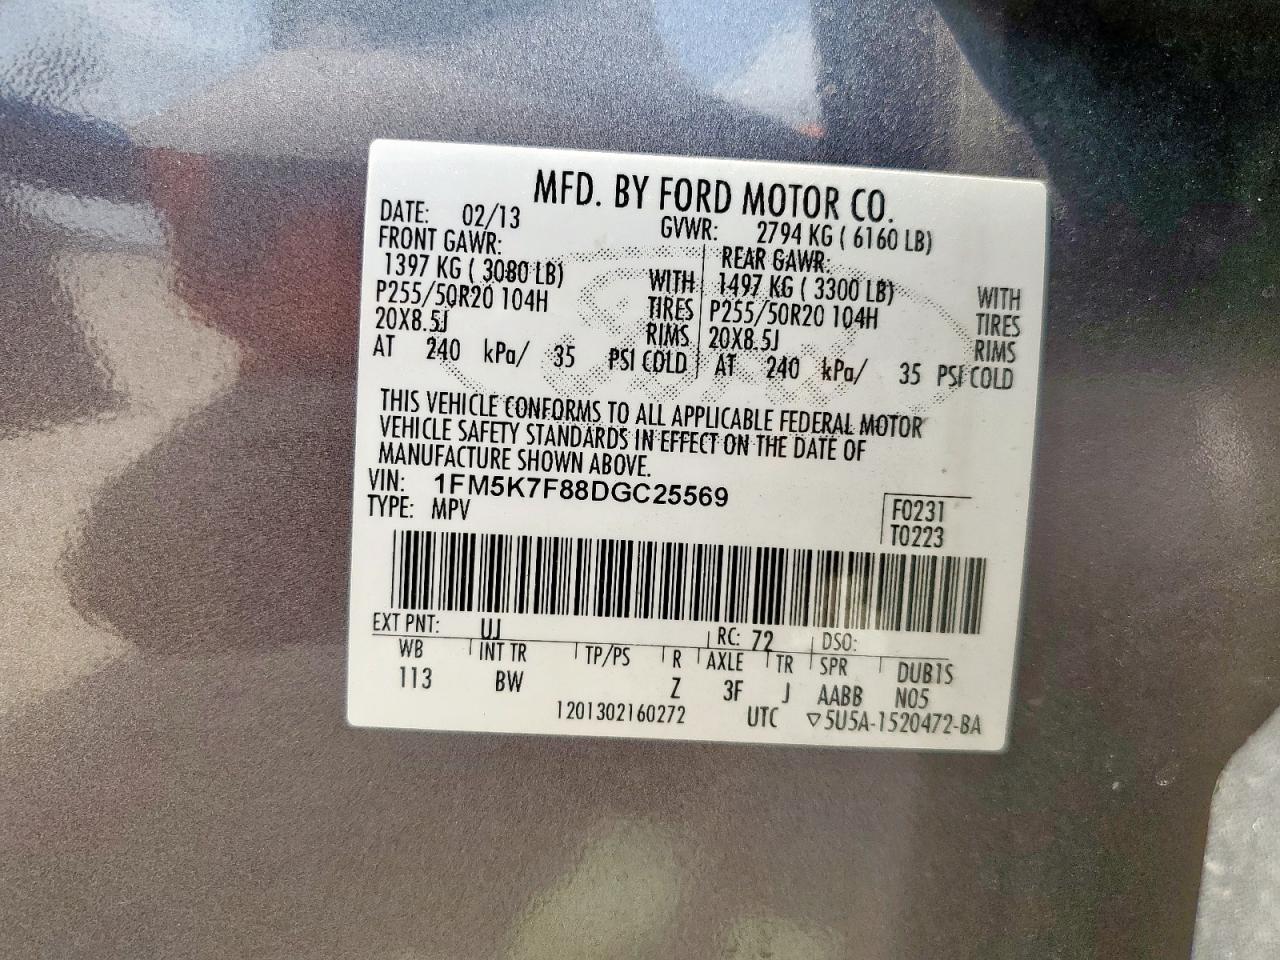 MFD. BY FORD MOTOR CO.
DATE: 02/13 GVWR: 2794 KG ( 6160 LB)
FRONT GAWR: REAR GAWR:
1397 KG ( 3080 LB) WITH 1497 KG ( 3300 LB) WITH
P255/50R20 104H TIRES P255/50R20 104H TIRES
20X8.5J RIMS 20X8.5J RIMS
AT 240 kPa/ 35 PSI COLD AT 240 kPa/ 35 PSI COLD
THIS VEHICLE CONFORMS TO ALL APPLICABLE FEDERAL MOTOR
VEHICLE SAFETY STANDARDS IN EFFECT ON THE DATE OF
MANUFACTURE SHOWN ABOVE.
VIN: 1FM5K7F88DGC25569
TYPE: MPV
F0231
T0223
EXT PNT: UJ RC: 72 DSO:
WB INT TR TP/PS R AXLE TR SPR DUB1S
113 BW Z 3F J AABB N05
1201302160272 UTC ▽5U5A-1520472-BA